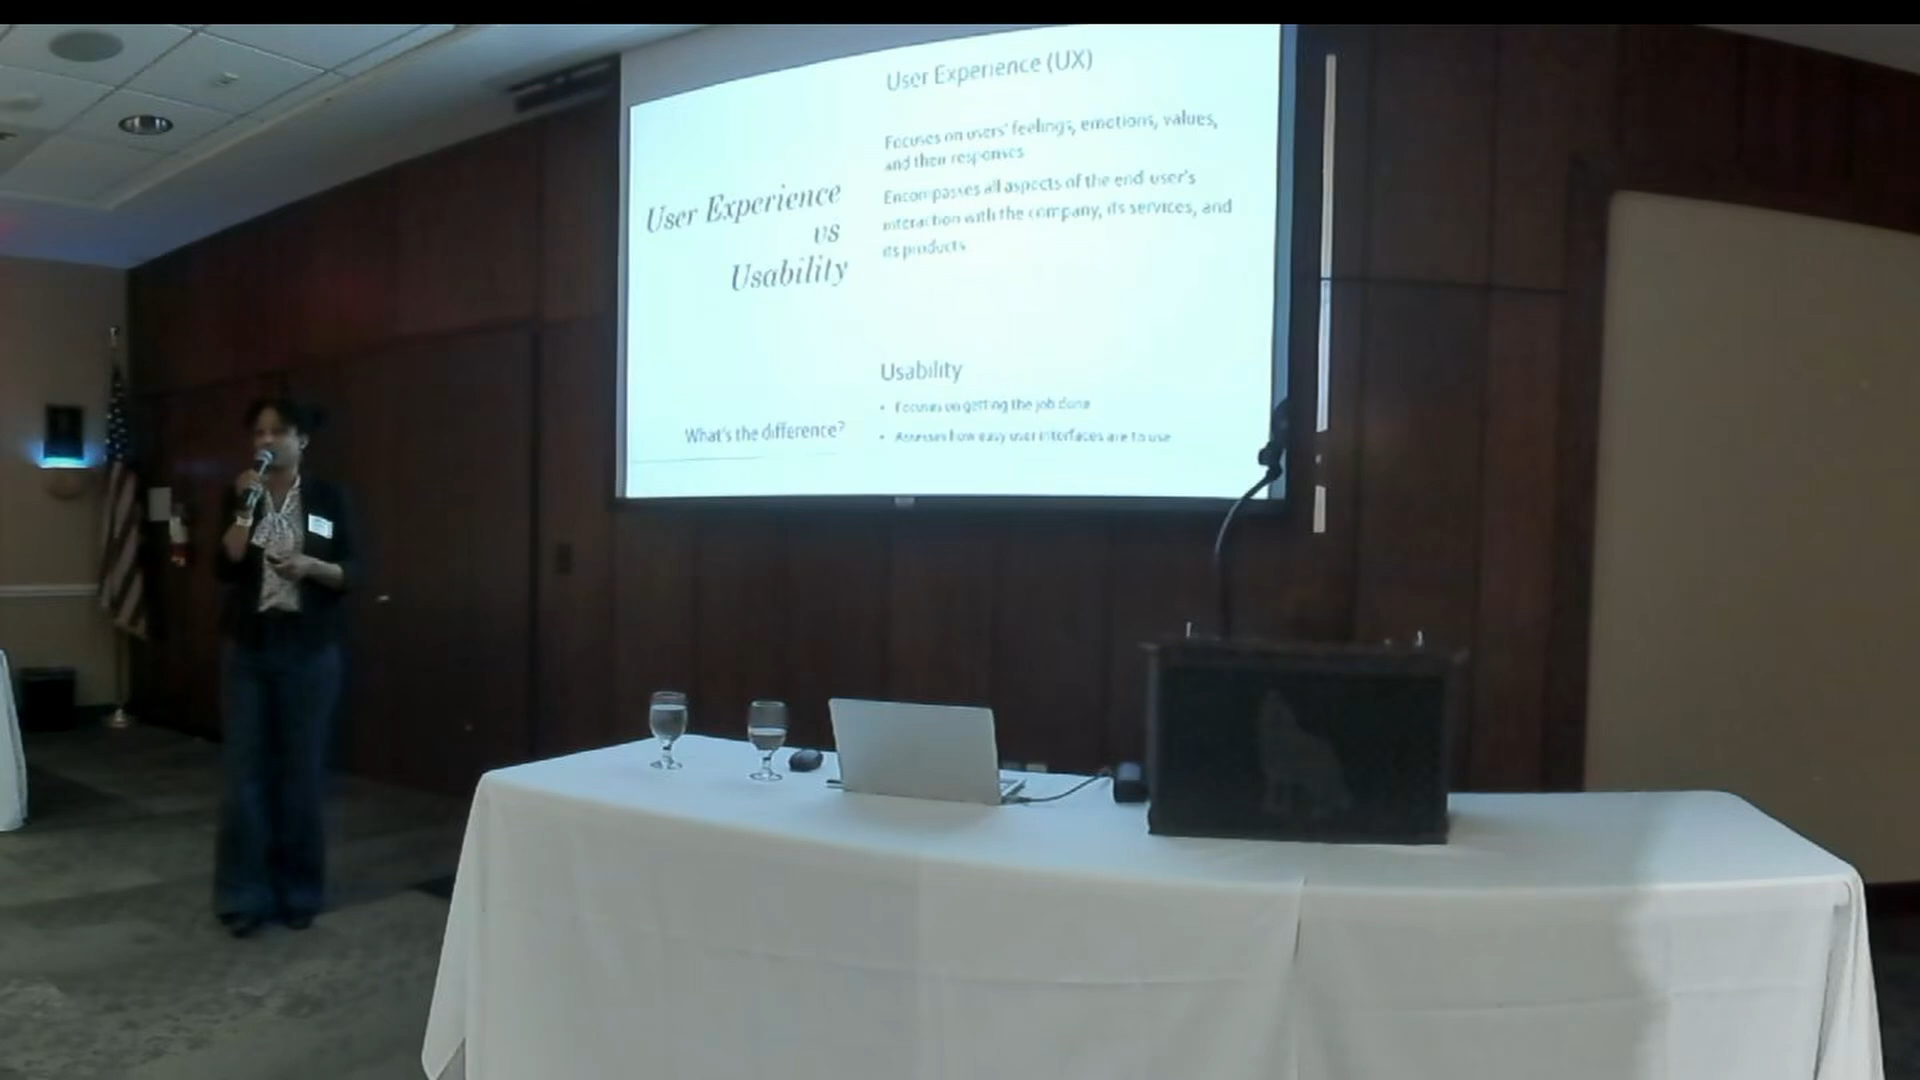 User Experience
vs
Usability
What's the difference?
User Experience (UX)
Focuses on users' feelings, emotions, values,
and their responses
Encompasses all aspects of the end-user's
interaction with the company, its services, and
its products
Usability
• Focuses on getting the job done
• Assesses how easy user interfaces are to use